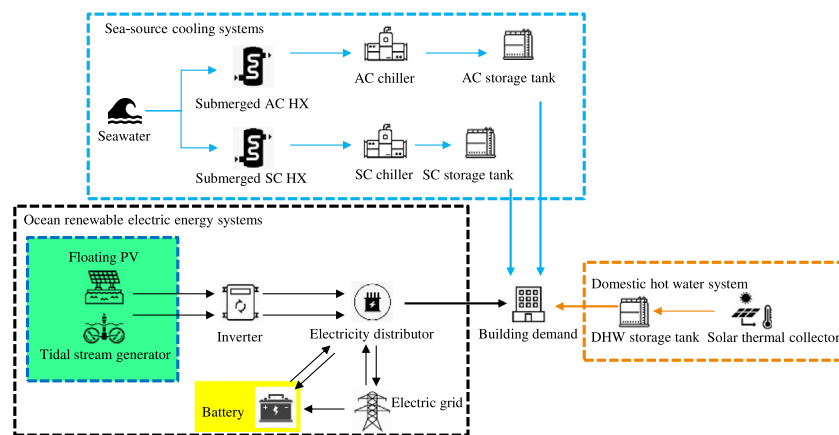 Sea-source cooling systems
AC chiller
AC storage tank
Submerged AC HX
Seawater
Submerged SC HX
SC chiller
SC storage tank
Ocean renewable electric energy systems
Floating PV
Domestic hot water system
Tidal stream generator
Inverter
Electricity distributor
Building demand
DHW storage tank
Solar thermal collector
Battery
Electric grid